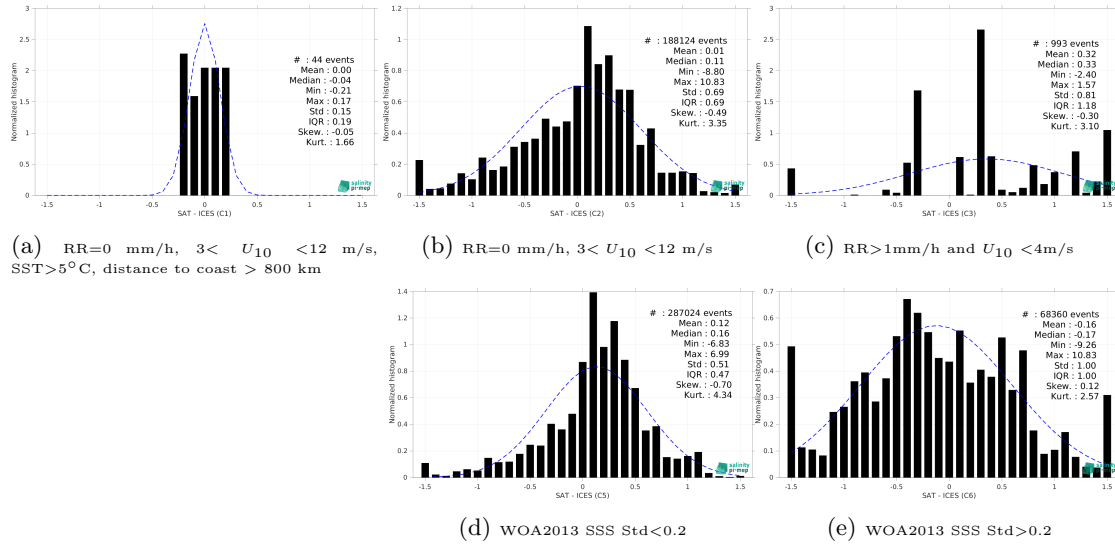 3
2.5
2
1.5
1
0.5
0
Normalized histogram
# : 44 events
Mean : 0.00
Median : -0.04
Min : -0.21
Max : 0.17
Std : 0.15
IQR : 0.19
Skew. : -0.05
Kurt. : 1.66
salinity
pi-mep
-1.5 -1 -0.5 0 0.5 1 1.5
SAT - ICES (C1)
(a) RR=0 mm/h, 3< U10 <12 m/s,
SST>5°C, distance to coast > 800 km
1.2
1
0.8
0.6
0.4
0.2
0
Normalized histogram
# : 188124 events
Mean : 0.01
Median : 0.11
Min : -8.80
Max : 10.83
Std : 0.69
IQR : 0.69
Skew. : -0.49
Kurt. : 3.35
salinity
pi-mep
-1.5 -1 -0.5 0 0.5 1 1.5
SAT - ICES (C2)
(b) RR=0 mm/h, 3< U10 <12 m/s
3
2.5
2
1.5
1
0.5
0
Normalized histogram
# : 993 events
Mean : 0.32
Median : 0.33
Min : -2.40
Max : 1.57
Std : 0.81
IQR : 1.18
Skew. : -0.30
Kurt. : 3.10
salinity
pi-mep
-1.5 -1 -0.5 0 0.5 1 1.5
SAT - ICES (C3)
(c) RR>1mm/h and U10 <4m/s
1.4
1.2
1
0.8
0.6
0.4
0.2
0
Normalized histogram
# : 287024 events
Mean : 0.12
Median : 0.16
Min : -6.83
Max : 6.99
Std : 0.51
IQR : 0.47
Skew. : -0.70
Kurt. : 4.34
salinity
pi-mep
-1.5 -1 -0.5 0 0.5 1 1.5
SAT - ICES (C5)
(d) WOA2013 SSS Std<0.2
0.7
0.6
0.5
0.4
0.3
0.2
0.1
0
Normalized histogram
# : 68360 events
Mean : -0.16
Median : -0.17
Min : -9.26
Max : 10.83
Std : 1.00
IQR : 1.00
Skew. : 0.12
Kurt. : 2.57
salinity
pi-mep
-1.5 -1 -0.5 0 0.5 1 1.5
SAT - ICES (C6)
(e) WOA2013 SSS Std>0.2